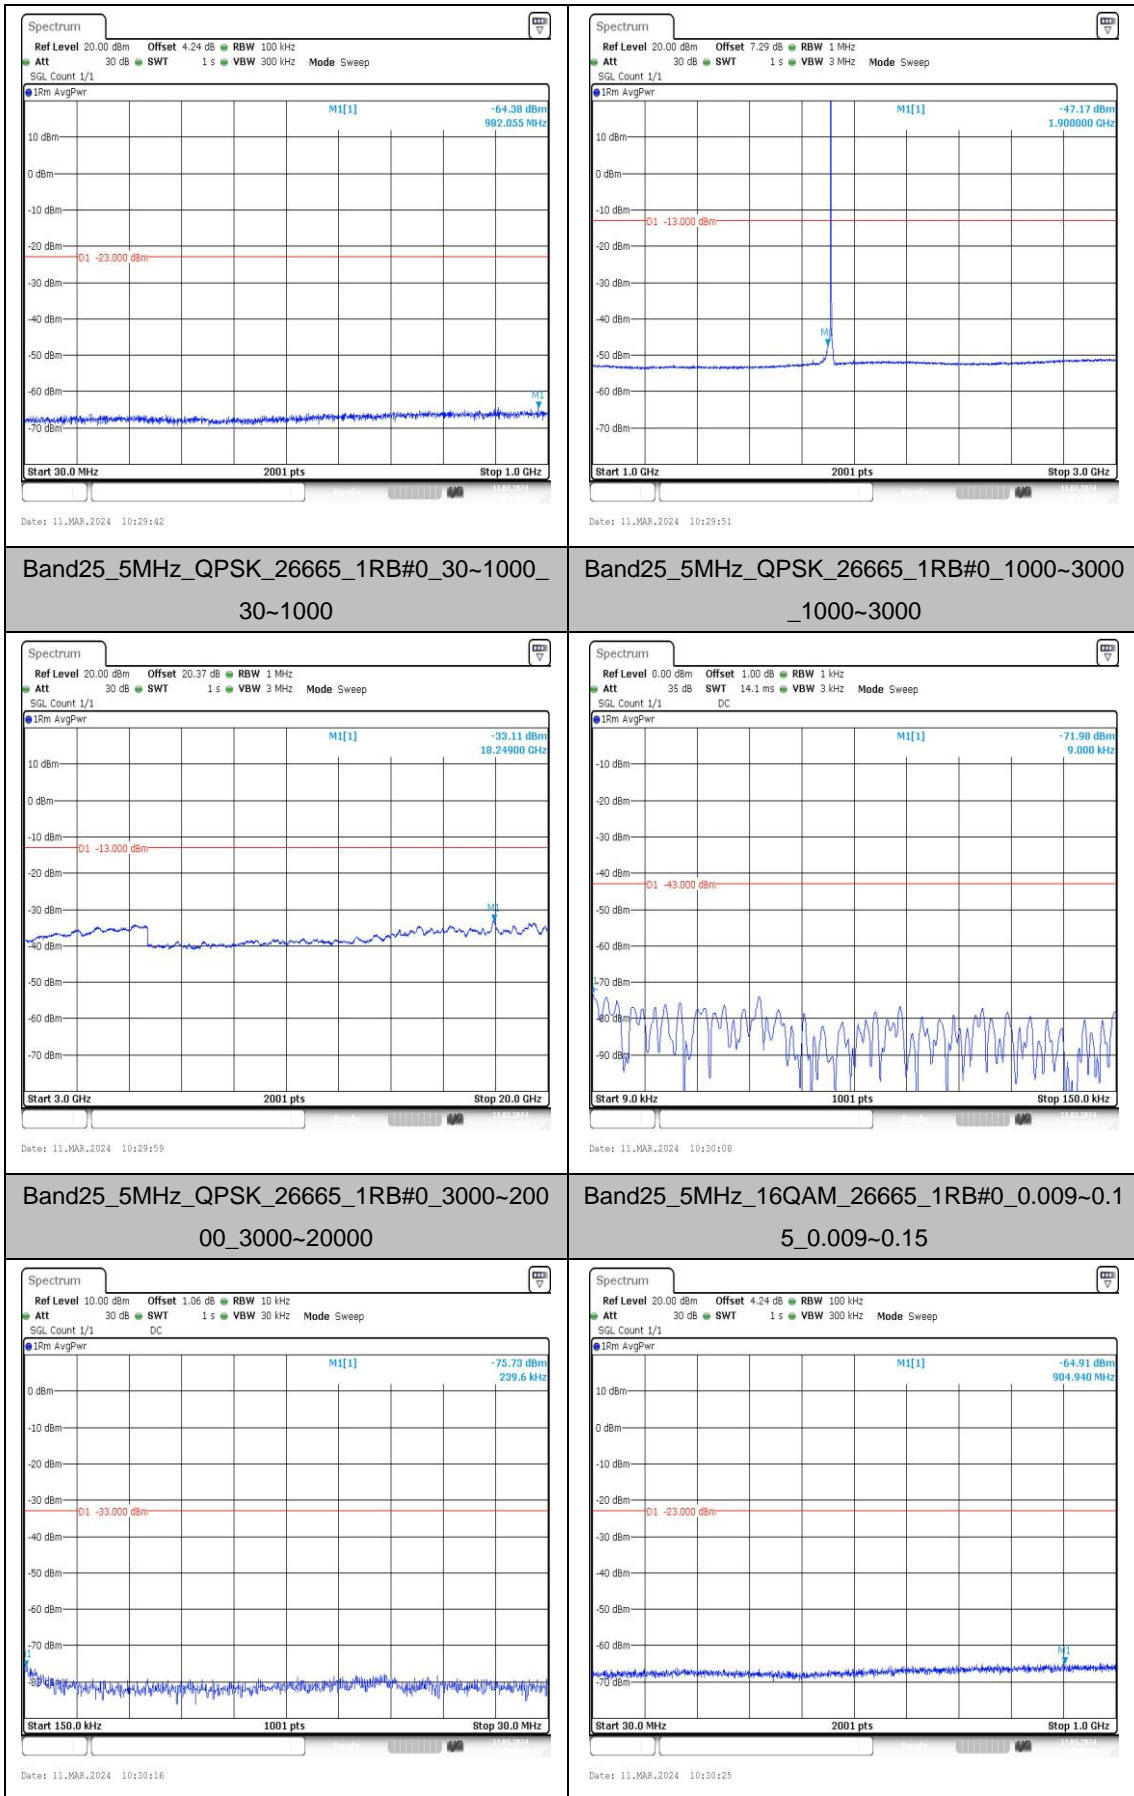 Spectrum
Ref Level 20.00 dBm Offset 4.24 dB RBW 100 kHz
Att 30 dB SWT 1 s VBW 300 kHz Mode Sweep
SGL Count 1/1
1Rm AvgPwr
M1[1] -64.38 dBm
982.055 MHz
10 dBm
0 dBm
-10 dBm
-20 dBm
D1 -23.000 dBm
-30 dBm
-40 dBm
-50 dBm
-60 dBm
M1
-70 dBm
Start 30.0 MHz 2001 pts Stop 1.0 GHz
Date: 11.MAR.2024 10:29:42
Spectrum
Ref Level 20.00 dBm Offset 7.29 dB RBW 1 MHz
Att 30 dB SWT 1 s VBW 3 MHz Mode Sweep
SGL Count 1/1
1Rm AvgPwr
M1[1] -47.17 dBm
1.900000 GHz
10 dBm
0 dBm
-10 dBm
D1 -13.000 dBm
-20 dBm
-30 dBm
-40 dBm
M1
-50 dBm
-60 dBm
-70 dBm
Start 1.0 GHz 2001 pts Stop 3.0 GHz
Date: 11.MAR.2024 10:29:51
Band25_5MHz_QPSK_26665_1RB#0_30~1000_
30~1000
Band25_5MHz_QPSK_26665_1RB#0_1000~3000
_1000~3000
Spectrum
Ref Level 20.00 dBm Offset 20.37 dB RBW 1 MHz
Att 30 dB SWT 1 s VBW 3 MHz Mode Sweep
SGL Count 1/1
1Rm AvgPwr
M1[1] -33.11 dBm
18.24900 GHz
10 dBm
0 dBm
-10 dBm
D1 -13.000 dBm
-20 dBm
-30 dBm
M1
-40 dBm
-50 dBm
-60 dBm
-70 dBm
Start 3.0 GHz 2001 pts Stop 20.0 GHz
Date: 11.MAR.2024 10:29:59
Spectrum
Ref Level 0.00 dBm Offset 1.00 dB RBW 1 kHz
Att 35 dB SWT 14.1 ms VBW 3 kHz Mode Sweep
SGL Count 1/1 DC
1Rm AvgPwr
M1[1] -71.98 dBm
9.000 kHz
-10 dBm
-20 dBm
-30 dBm
-40 dBm
D1 -43.000 dBm
-50 dBm
-60 dBm
-70 dBm
-80 dBm
-90 dBm
Start 9.0 kHz 1001 pts Stop 150.0 kHz
Date: 11.MAR.2024 10:30:08
Band25_5MHz_QPSK_26665_1RB#0_3000~200
00_3000~20000
Band25_5MHz_16QAM_26665_1RB#0_0.009~0.1
5_0.009~0.15
Spectrum
Ref Level 10.00 dBm Offset 1.06 dB RBW 10 kHz
Att 30 dB SWT 1 s VBW 30 kHz Mode Sweep
SGL Count 1/1 DC
1Rm AvgPwr
M1[1] -75.73 dBm
239.6 kHz
0 dBm
-10 dBm
-20 dBm
-30 dBm
D1 -33.000 dBm
-40 dBm
-50 dBm
-60 dBm
-70 dBm
-80 dBm
Start 150.0 kHz 1001 pts Stop 30.0 MHz
Date: 11.MAR.2024 10:30:16
Spectrum
Ref Level 20.00 dBm Offset 4.24 dB RBW 100 kHz
Att 30 dB SWT 1 s VBW 300 kHz Mode Sweep
SGL Count 1/1
1Rm AvgPwr
M1[1] -64.91 dBm
904.940 MHz
10 dBm
0 dBm
-10 dBm
-20 dBm
D1 -23.000 dBm
-30 dBm
-40 dBm
-50 dBm
-60 dBm
M1
-70 dBm
Start 30.0 MHz 2001 pts Stop 1.0 GHz
Date: 11.MAR.2024 10:30:25